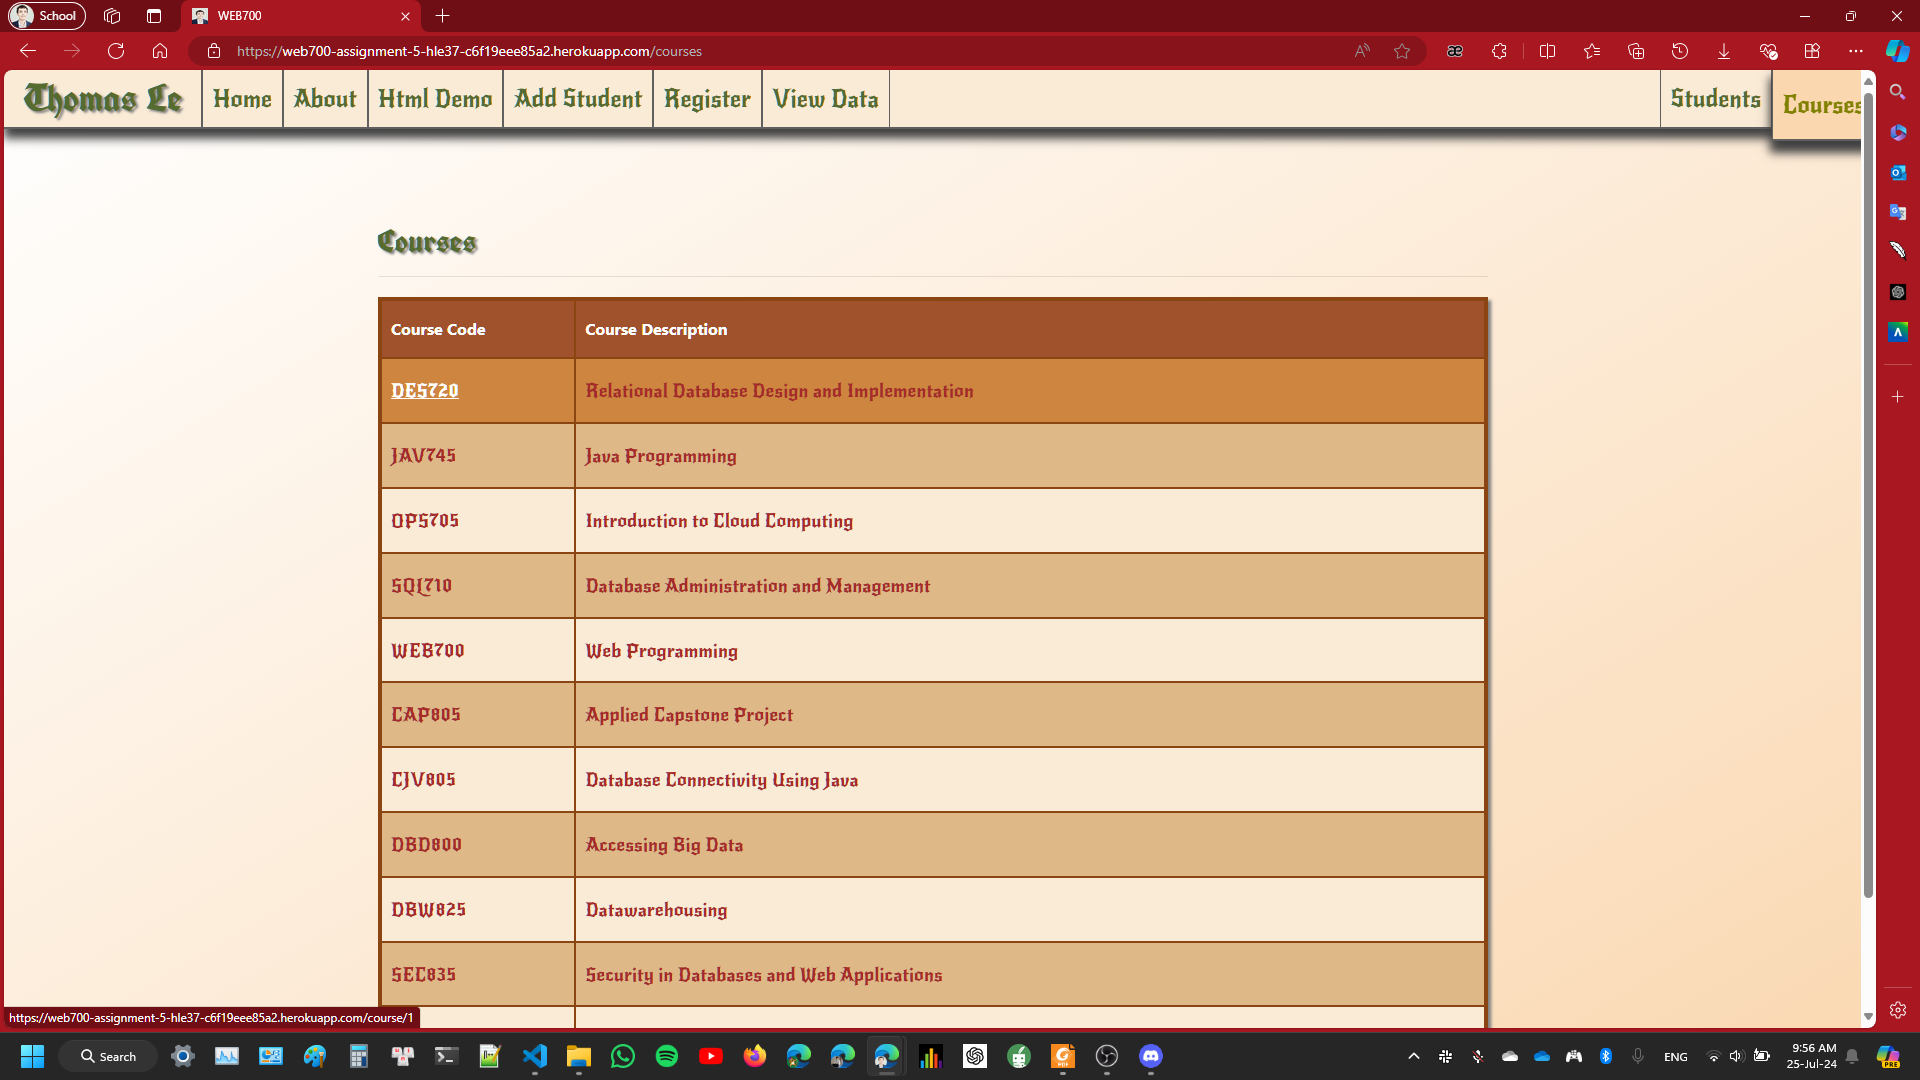 School
WEB700
https://web700-assignment-5-hle37-c6f19eee85a2.herokuapp.com/courses
Thomas Le
Home
About
Html Demo
Add Student
Register
View Data
Students
Courses
Courses
Course Code
Course Description
DES720
Relational Database Design and Implementation
JAV745
Java Programming
OPS705
Introduction to Cloud Computing
SQL710
Database Administration and Management
WEB700
Web Programming
CAP805
Applied Capstone Project
CJV805
Database Connectivity Using Java
DBD800
Accessing Big Data
DBW825
Datawarehousing
SEC835
Security in Databases and Web Applications
https://web700-assignment-5-hle37-c6f19eee85a2.herokuapp.com/course/1
Search
ENG
9:56 AM
25-Jul-24